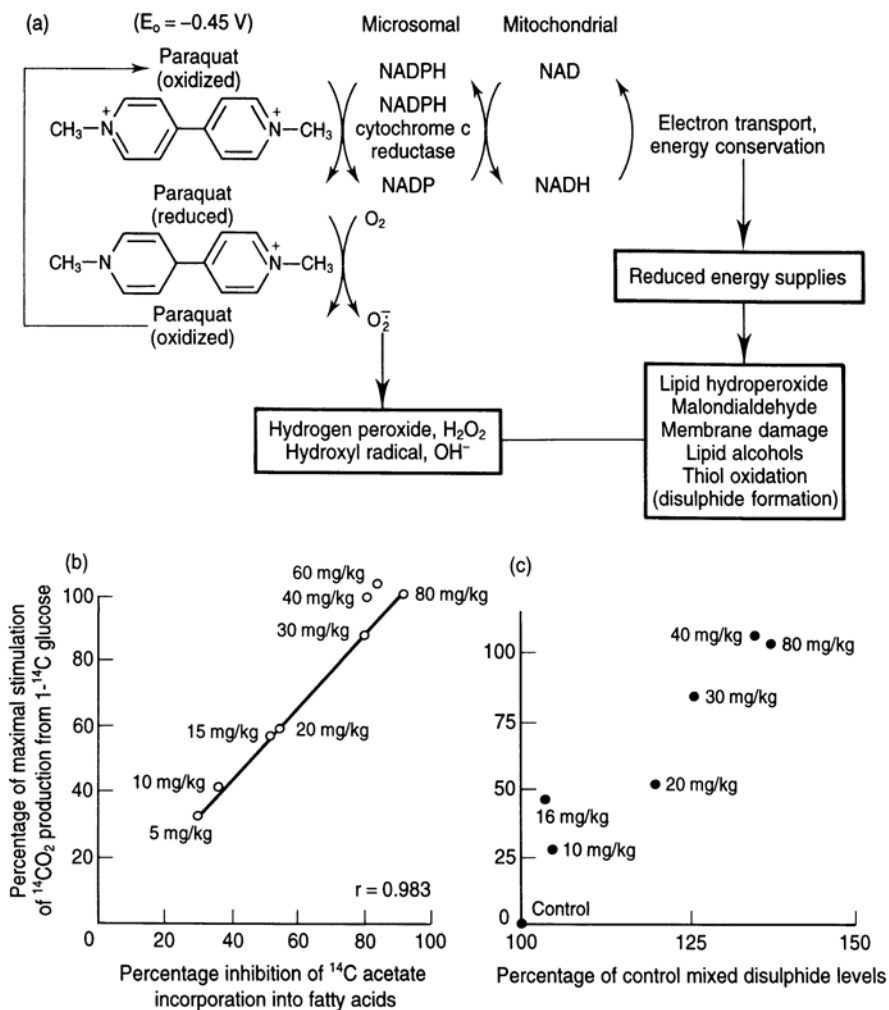 (a)
(E₀ = −0.45 V)
Microsomal
Mitochondrial
Paraquat
(oxidized)
NADPH
NAD
NADPH
cytochrome c
reductase
CH₃—N⁺
N⁺—CH₃
Electron transport,
energy conservation
NADP
NADH
Paraquat
(reduced)
O₂
CH₃—N
N⁺—CH₃
Reduced energy supplies
Paraquat
(oxidized)
O₂⁻·
Hydrogen peroxide, H₂O₂
Hydroxyl radical, OH⁻
Lipid hydroperoxide
Malondialdehyde
Membrane damage
Lipid alcohols
Thiol oxidation
(disulphide formation)
(b)
Percentage of maximal stimulation
of ¹⁴CO₂ production from 1-¹⁴C glucose
100
80
60
40
20
0
60 mg/kg
40 mg/kg
80 mg/kg
30 mg/kg
15 mg/kg
20 mg/kg
10 mg/kg
5 mg/kg
r = 0.983
20
40
60
80
100
Percentage inhibition of ¹⁴C acetate
incorporation into fatty acids
(c)
100
75
50
25
0
40 mg/kg
80 mg/kg
30 mg/kg
20 mg/kg
16 mg/kg
10 mg/kg
Control
100
125
150
Percentage of control mixed disulphide levels